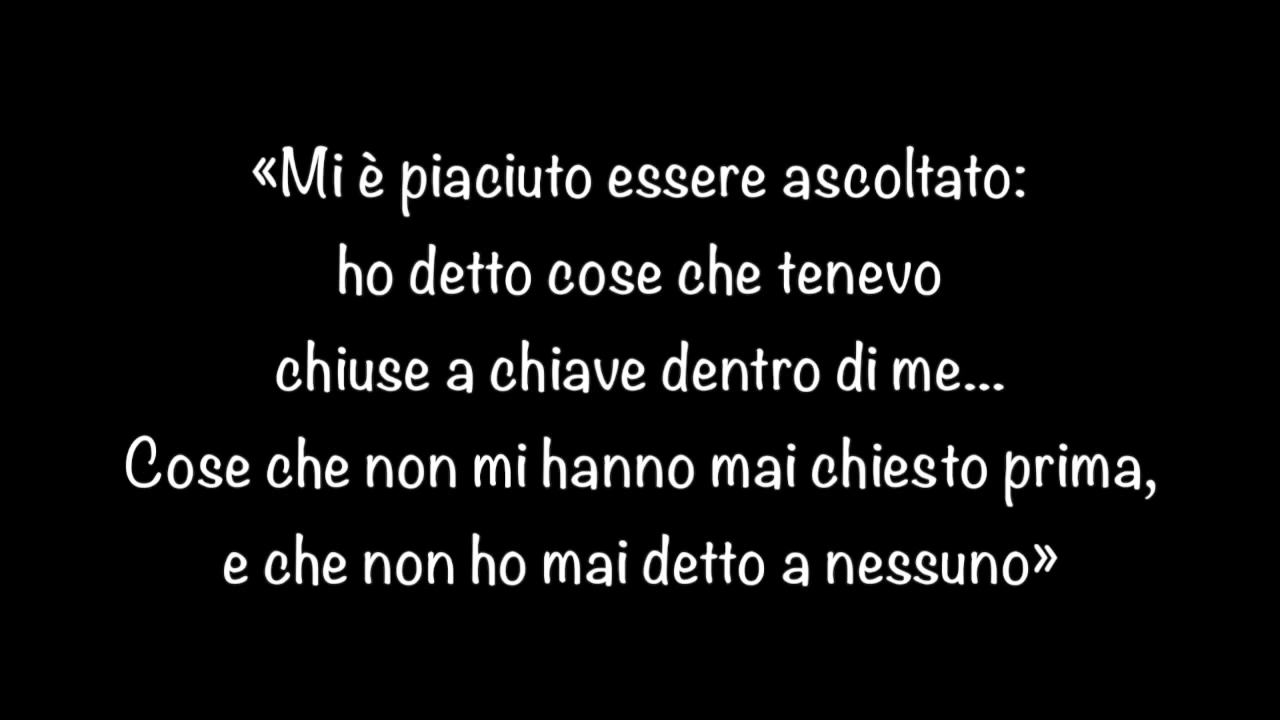 «Mi è piaciuto essere ascoltato:
ho detto cose che tenevo
chiuse a chiave dentro di me...
Cose che non mi hanno mai chiesto prima,
e che non ho mai detto a nessuno»